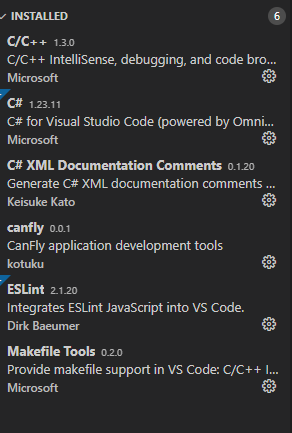 INSTALLED 6
C/C++ 1.3.0
C/C++ IntelliSense, debugging, and code bro...
Microsoft
C# 1.23.11
C# for Visual Studio Code (powered by Omni...
Microsoft
C# XML Documentation Comments 0.1.20
Generate C# XML documentation comments ...
Keisuke Kato
canfly 0.0.1
CanFly application development tools
kotuku
ESLint 2.1.20
Integrates ESLint JavaScript into VS Code.
Dirk Baeumer
Makefile Tools 0.2.0
Provide makefile support in VS Code: C/C++ I...
Microsoft